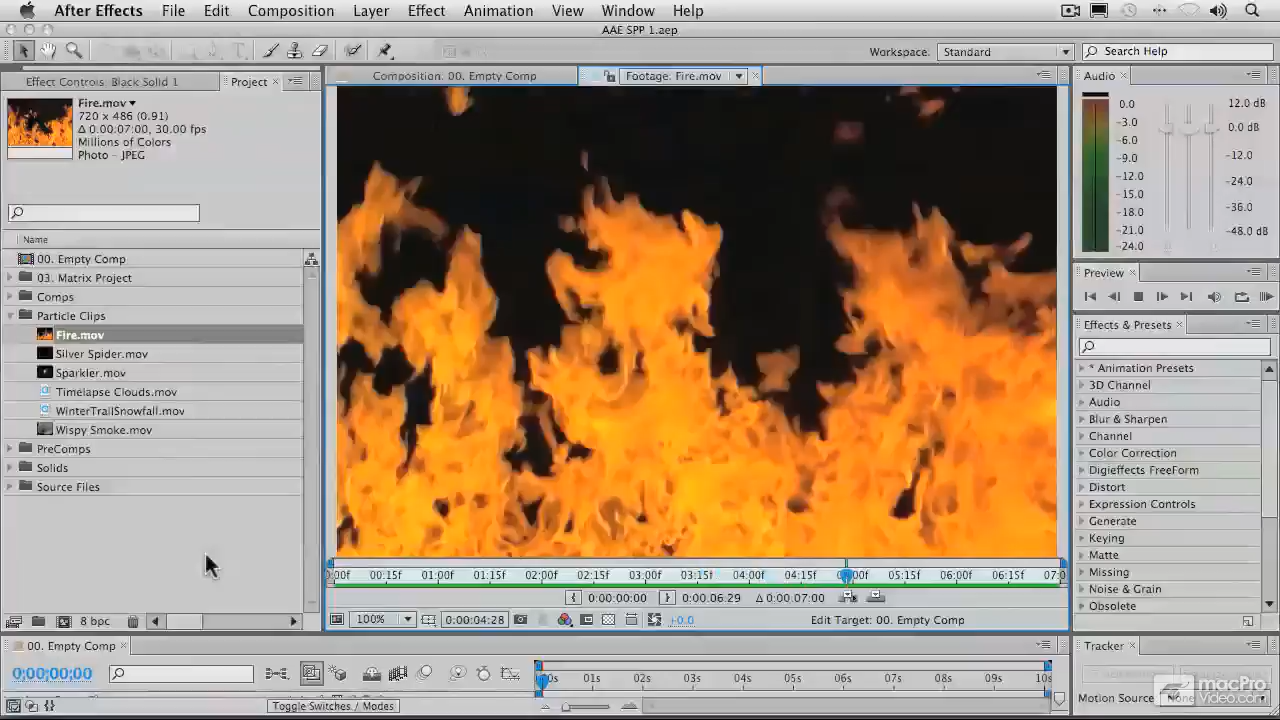 After Effects File Edit Composition Layer Effect Animation View Window Help
AAE SPP 1.aep
Workspace: Standard Search Help
Effect Controls: Black Solid 1 Project
Fire.mov
720 x 486 (0.91)
Δ 0:00:07:00, 30.00 fps
Millions of Colors
Photo - JPEG
Name
00. Empty Comp
03. Matrix Project
Comps
Particle Clips
Fire.mov
Silver Spider.mov
Sparkler.mov
Timelapse Clouds.mov
WinterTrailSnowfall.mov
Wispy Smoke.mov
PreComps
Solids
Source Files
8 bpc
Composition: 00. Empty Comp Footage: Fire.mov
0:00f 00:15f 01:00f 01:15f 02:00f 02:15f 03:00f 03:15f 04:00f 04:15f 05:15f 06:00f 06:15f 07:0
0:00:00:00 0:00:06:29 Δ 0:00:07:00
100% 0:00:04:28 +0.0 Edit Target: 00. Empty Comp
Audio
0.0
-3.0
-6.0
-9.0
-12.0
-15.0
-18.0
-21.0
-24.0
12.0 dB
0.0 dB
-12.0
-24.0
-36.0
-48.0 dB
Preview
Effects & Presets
* Animation Presets
3D Channel
Audio
Blur & Sharpen
Channel
Color Correction
Digieffects FreeForm
Distort
Expression Controls
Generate
Keying
Matte
Missing
Noise & Grain
Obsolete
00. Empty Comp
0;00;00;00
0s 01s 02s 03s 04s 05s 06s 07s 08s 09s 10s
Toggle Switches / Modes
Tracker
Motion Source: None
macPro
Video.com